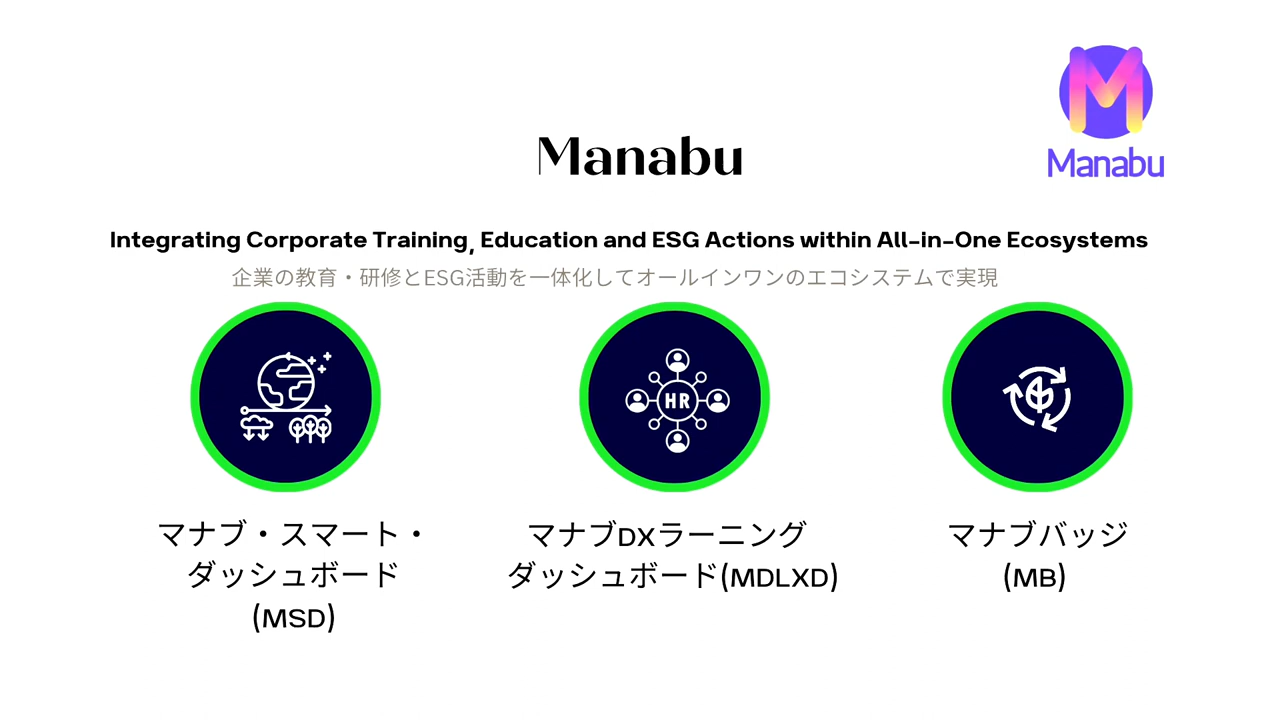 Manabu
Manabu
Integrating Corporate Training, Education and ESG Actions within All-in-One Ecosystems
企業の教育・研修とESG活動を一体化してオールインワンのエコシステムで実現
HR
マナブ・スマート・
ダッシュボード
(MSD)
マナブDXラーニング
ダッシュボード(MDLXD)
マナブバッジ
(MB)